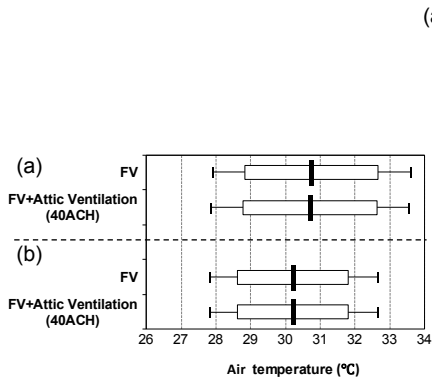 (a
(a)
FV
FV+Attic Ventilation
(40ACH)
(b)
FV
FV+Attic Ventilation
(40ACH)
26 27 28 29 30 31 32 33 34
Air temperature (℃)